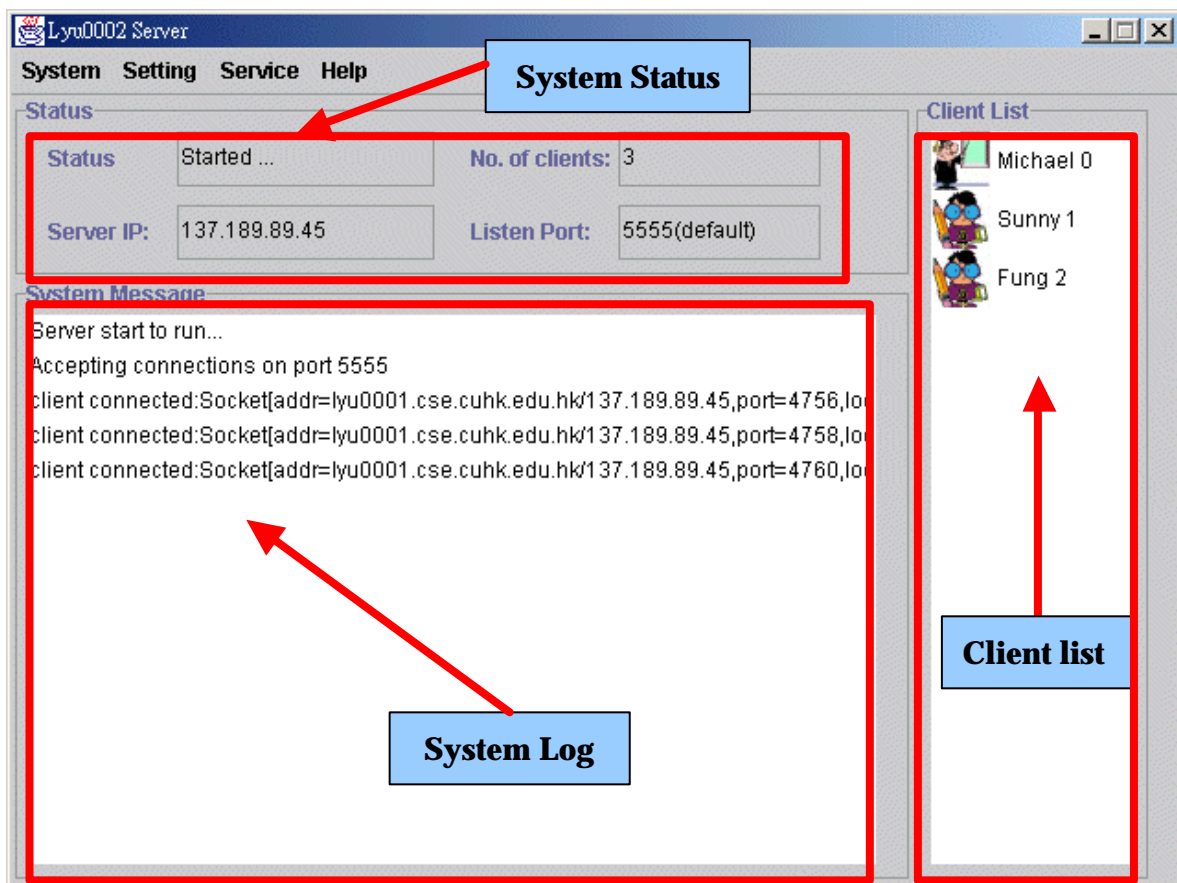 Lyu0002 Server
System Setting Service Help
System Status
Status
Status Started ... No. of clients: 3
Server IP: 137.189.89.45 Listen Port: 5555(default)
Client List
Michael 0
Sunny 1
Fung 2
System Message
Server start to run...
Accepting connections on port 5555
client connected:Socket[addr=lyu0001.cse.cuhk.edu.hk/137.189.89.45,port=4756,loc
client connected:Socket[addr=lyu0001.cse.cuhk.edu.hk/137.189.89.45,port=4758,loc
client connected:Socket[addr=lyu0001.cse.cuhk.edu.hk/137.189.89.45,port=4760,loc
Client list
System Log